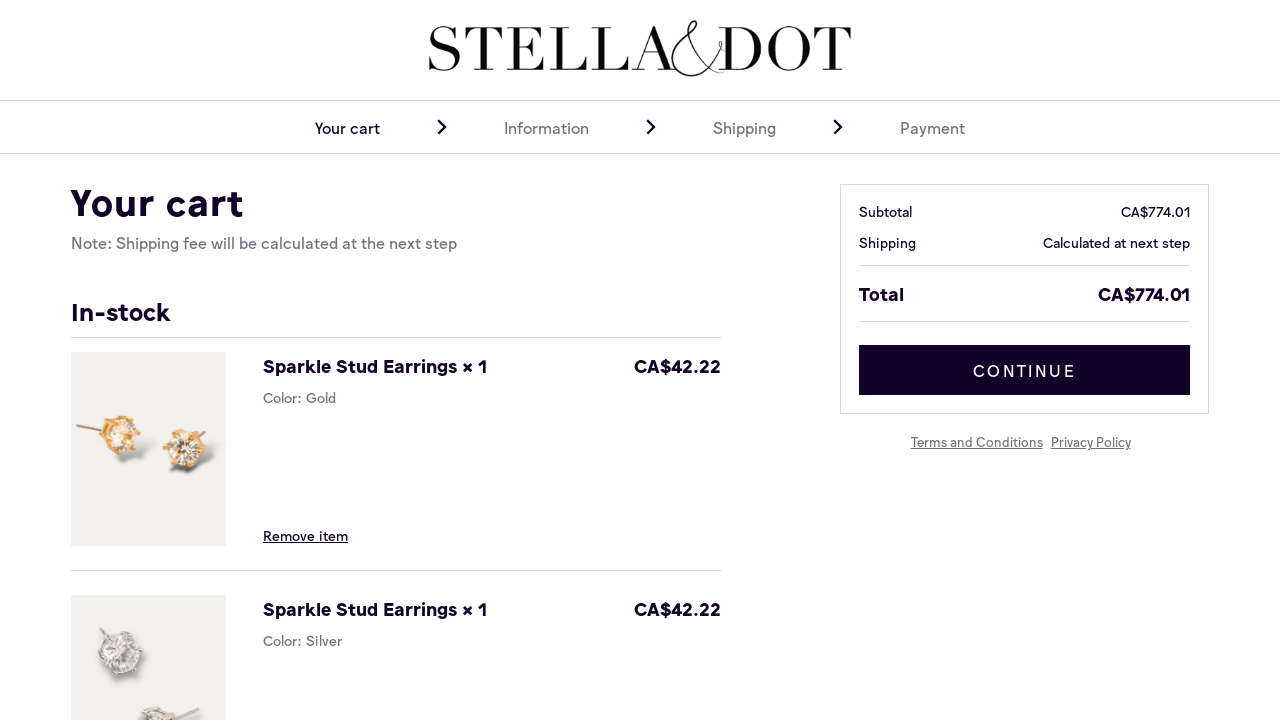 STELLA&DOT
Your cart
Information
Shipping
Payment
Your cart
Note: Shipping fee will be calculated at the next step
In-stock
Sparkle Stud Earrings × 1 CA$42.22
Color: Gold
Remove item
Sparkle Stud Earrings × 1 CA$42.22
Color: Silver
Subtotal CA$774.01
Shipping Calculated at next step
Total CA$774.01
CONTINUE
Terms and Conditions Privacy Policy